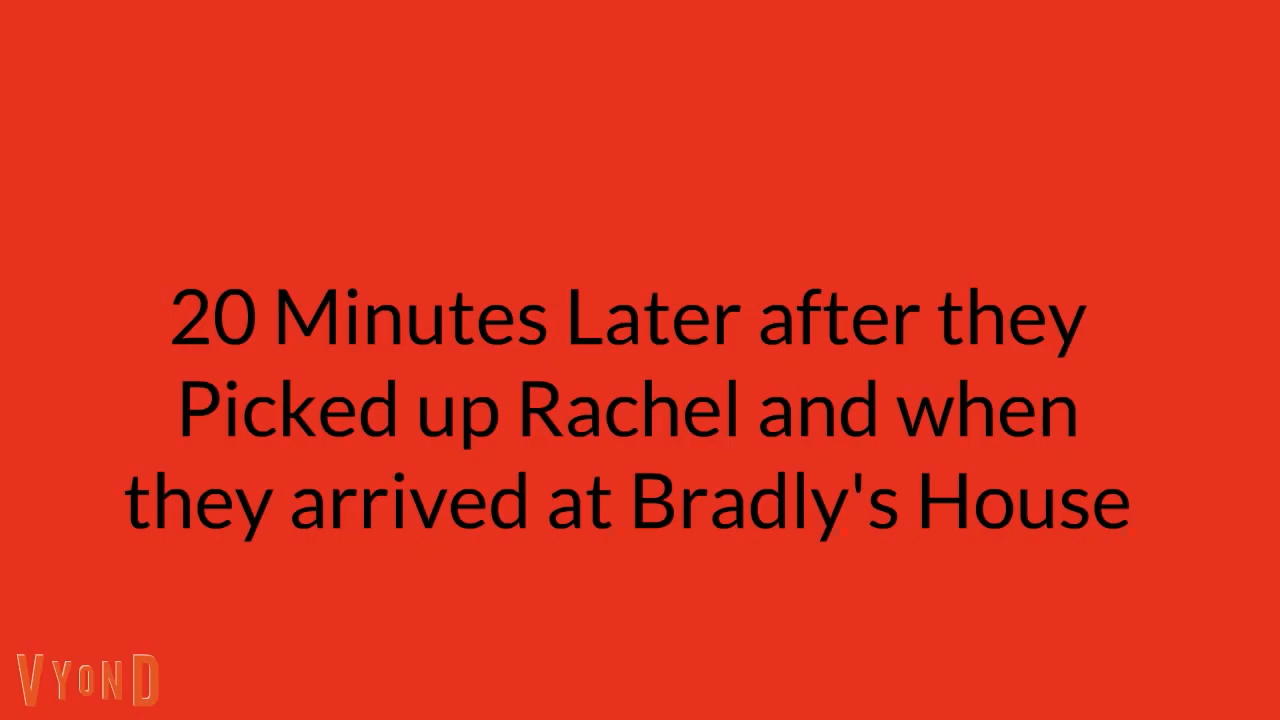 20 Minutes Later after they
Picked up Rachel and when
they arrived at Bradly's House
VYOND